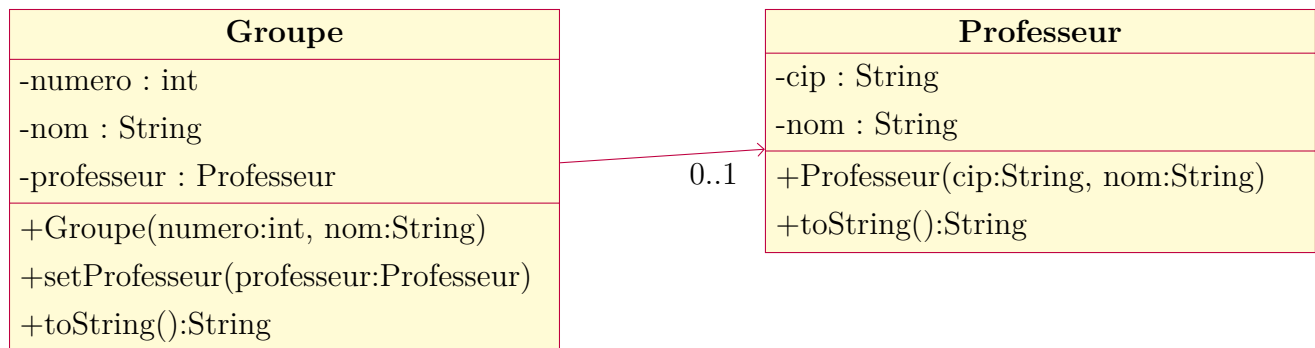 Groupe
-numero : int
-nom : String
-professeur : Professeur
+Groupe(numero:int, nom:String)
+setProfesseur(professeur:Professeur)
+toString():String
0..1
Professeur
-cip : String
-nom : String
+Professeur(cip:String, nom:String)
+toString():String